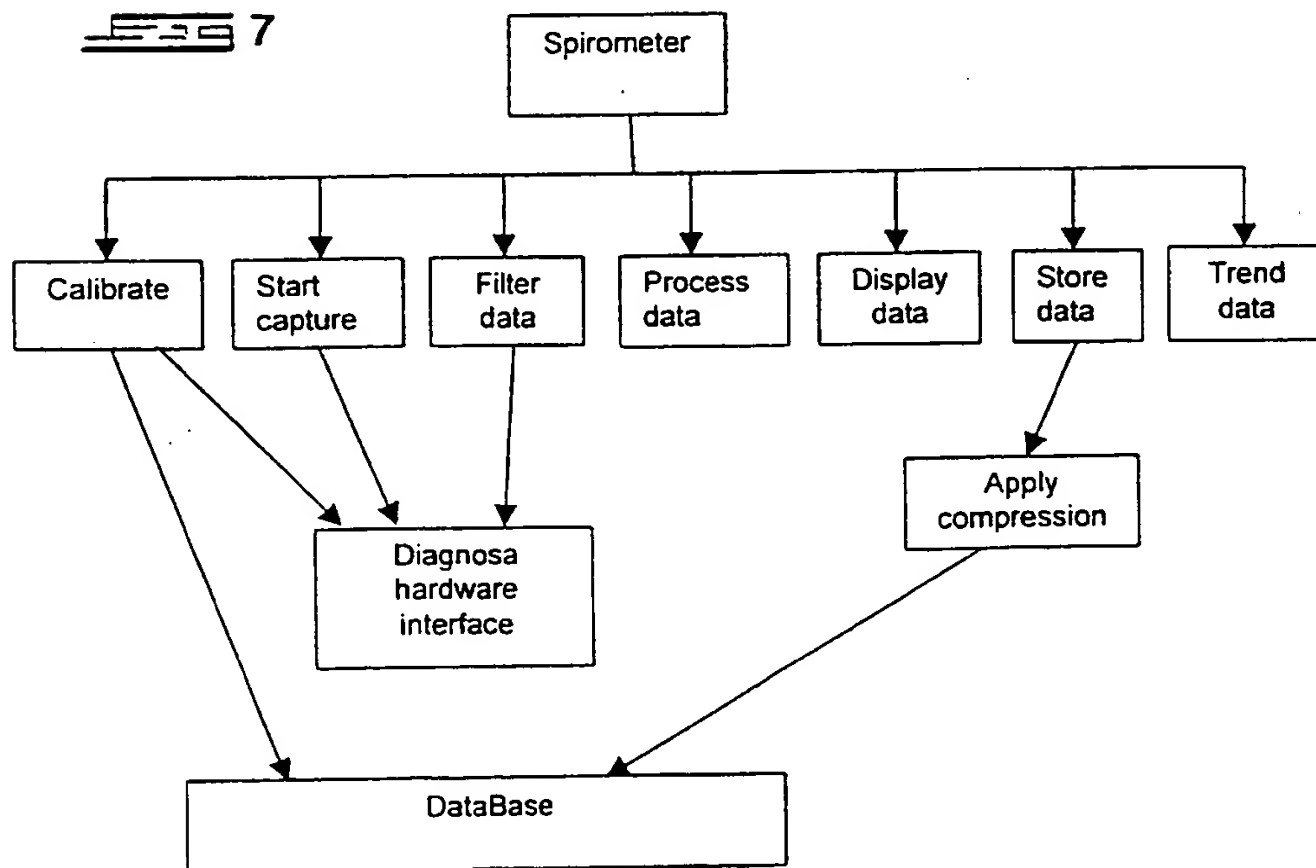 7
Spirometer
Calibrate
Start
capture
Filter
data
Process
data
Display
data
Store
data
Trend
data
Apply
compression
Diagnosa
hardware
interface
DataBase